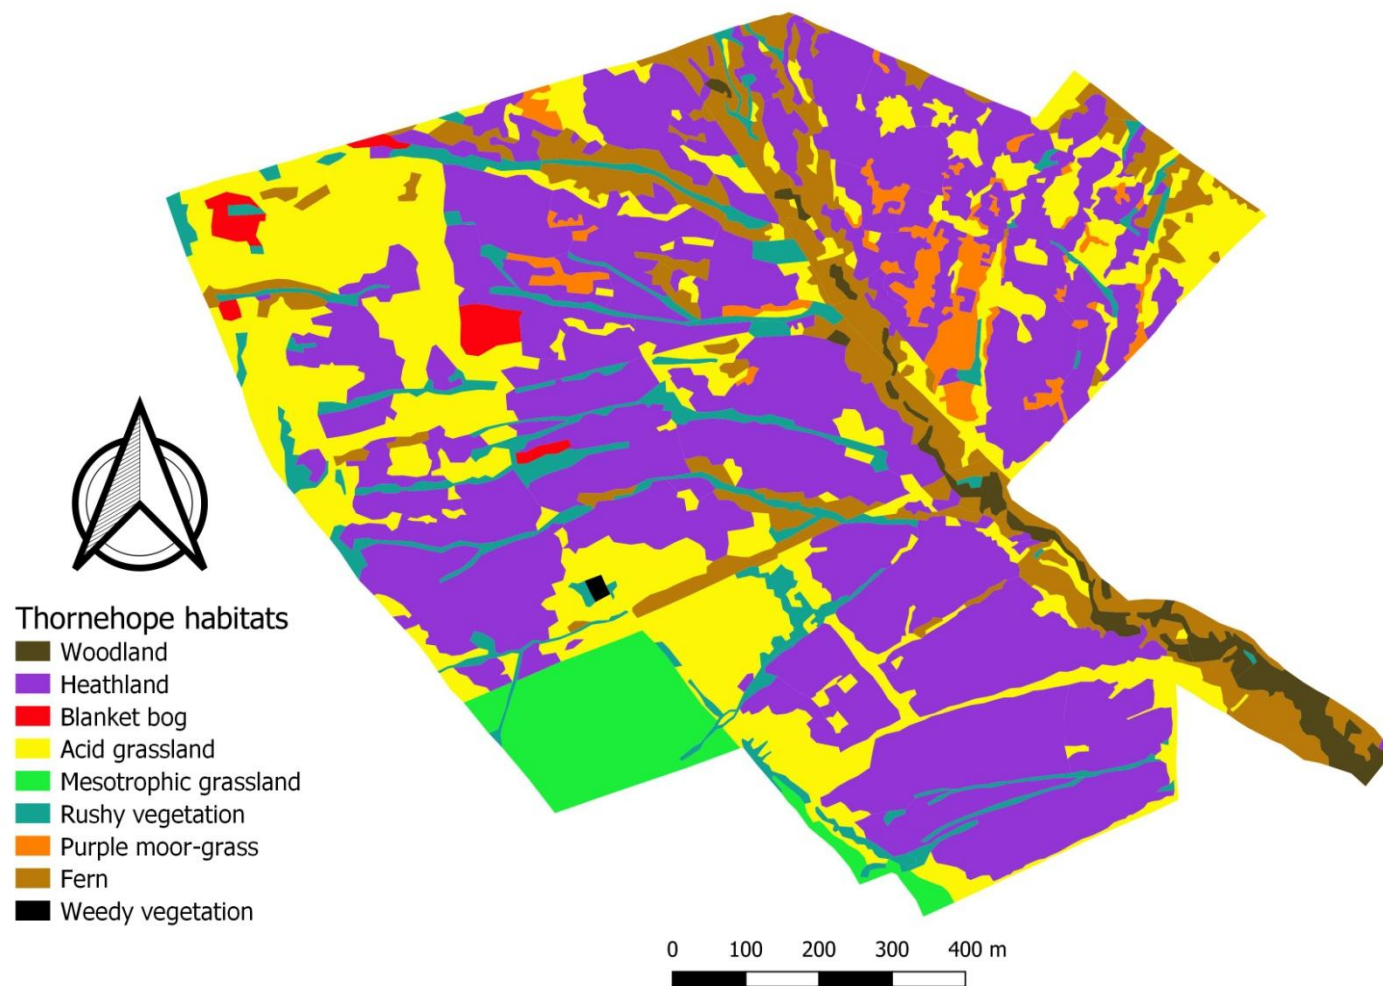 Thornehope habitats
Woodland
Heathland
Blanket bog
Acid grassland
Mesotrophic grassland
Rushy vegetation
Purple moor-grass
Fern
Weedy vegetation
0 100 200 300 400 m